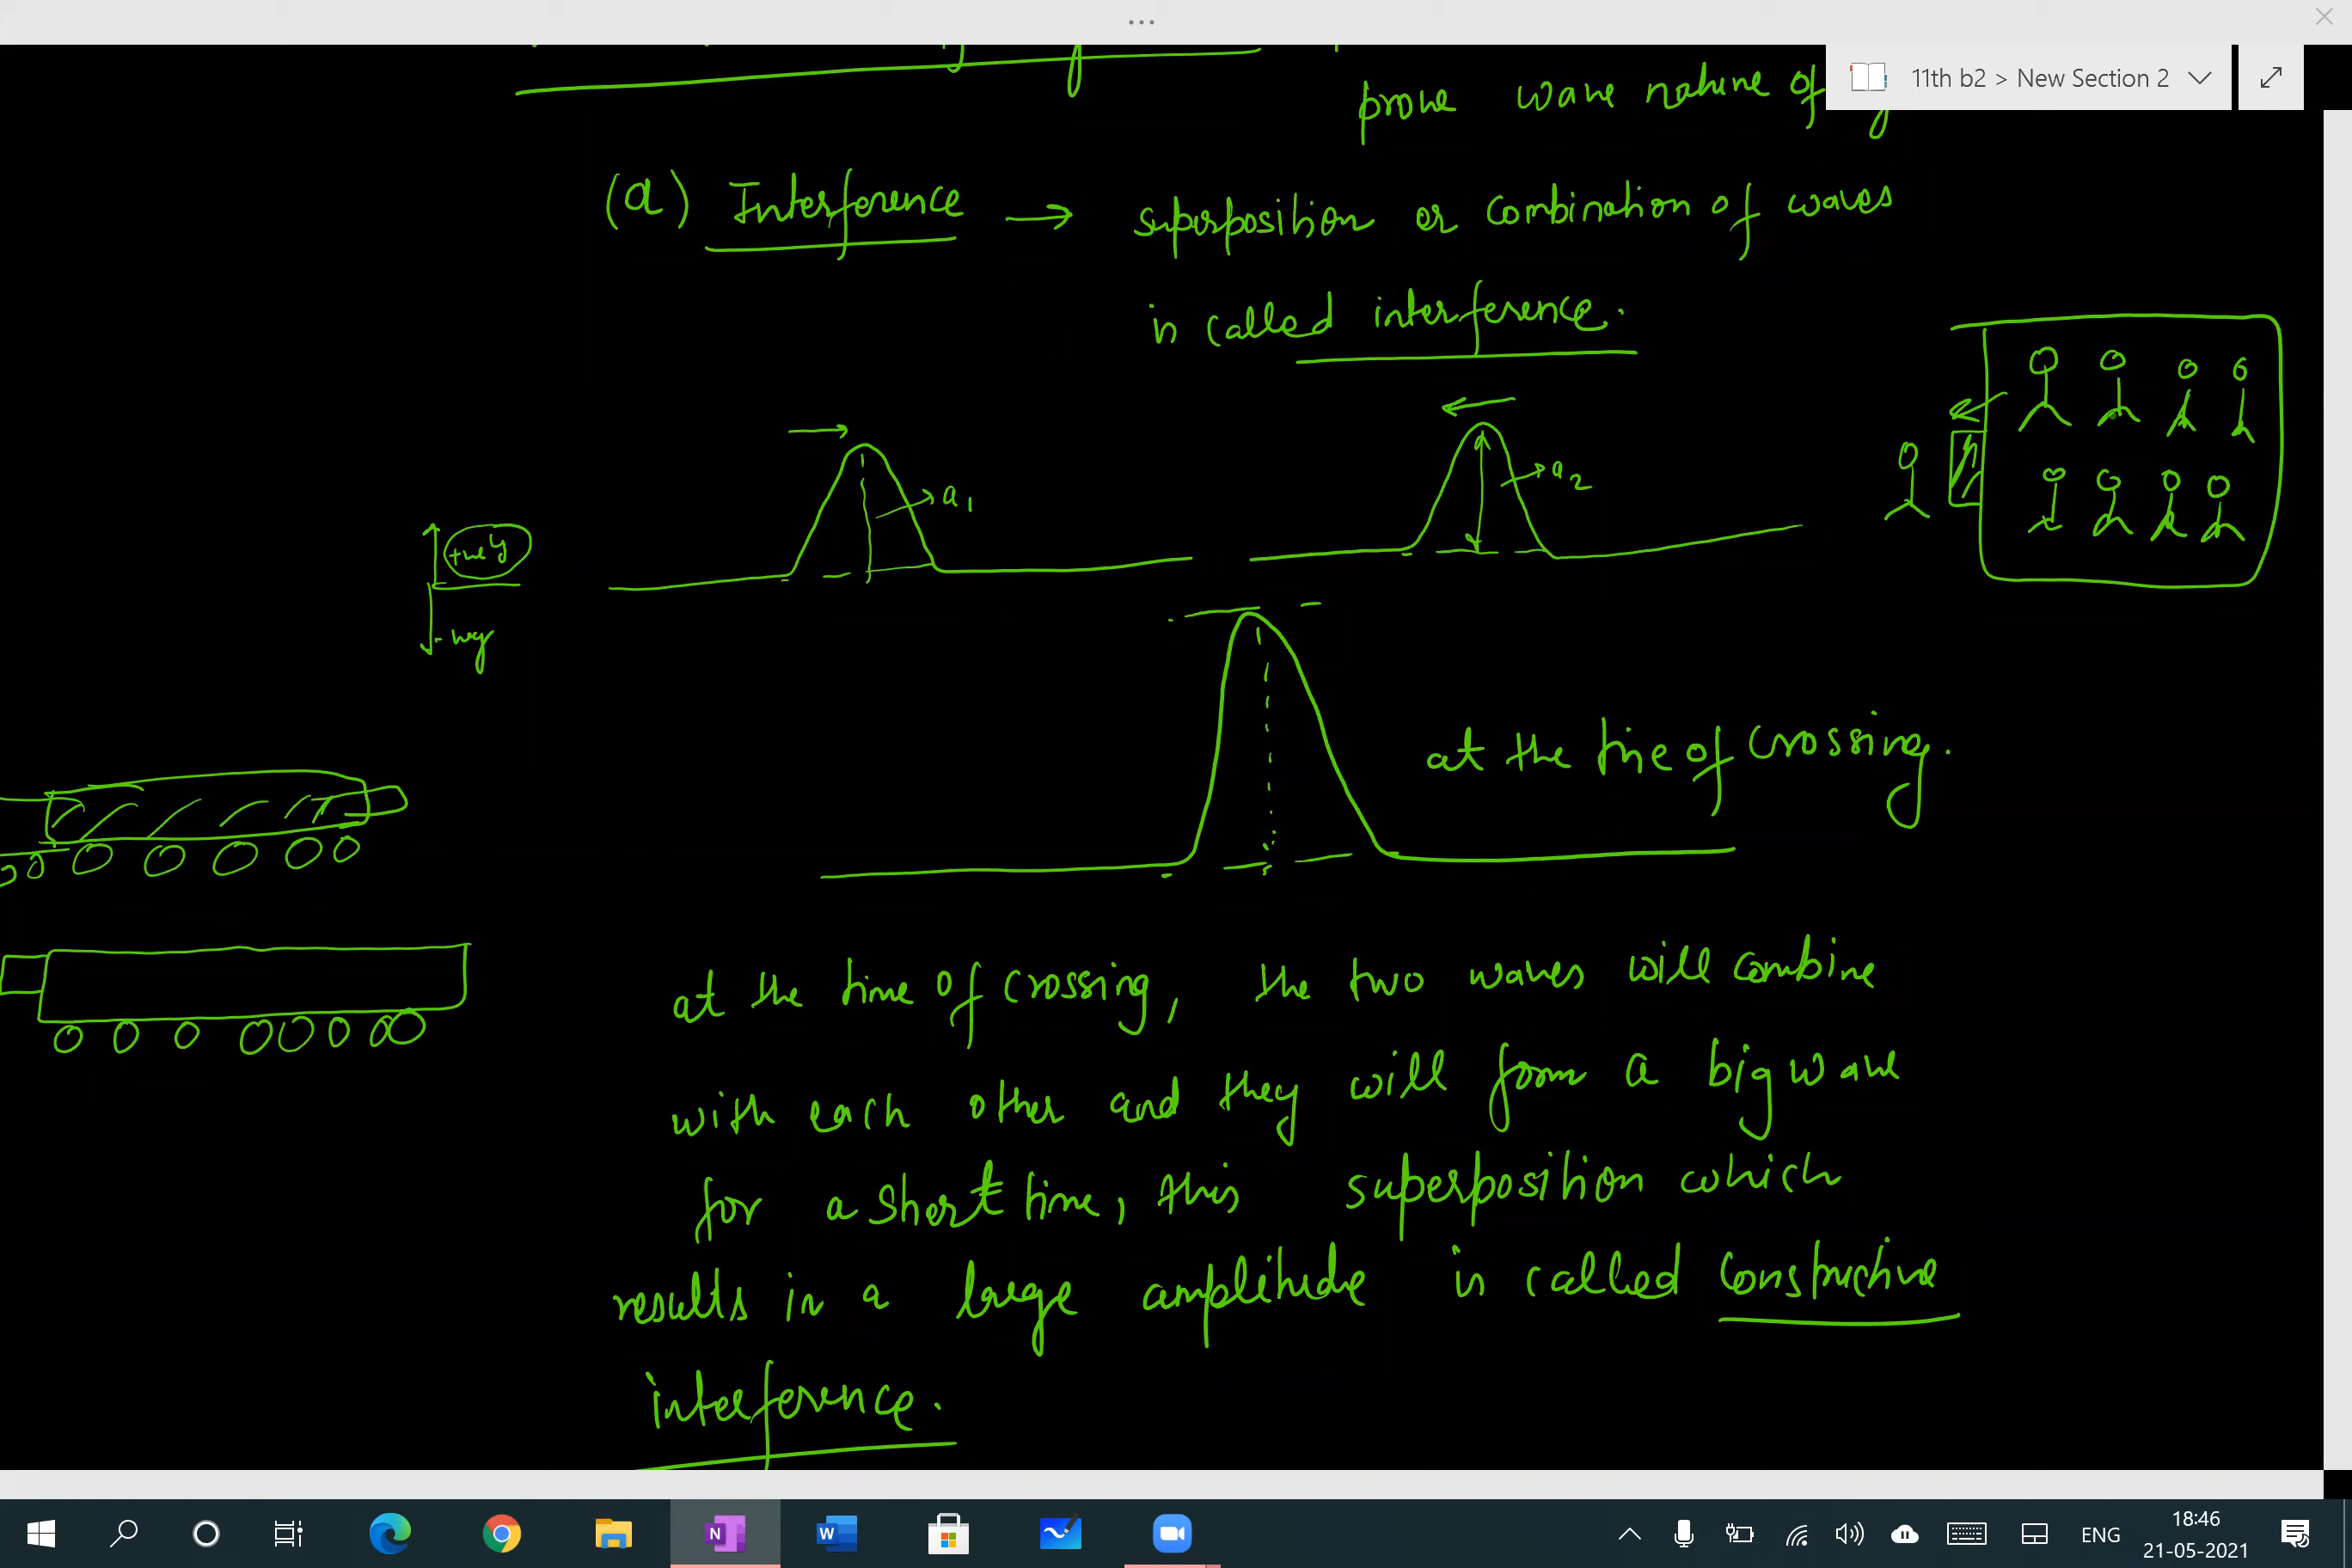 11th b2 > New Section 2
prove wave nature of
(a) Interference → superposition or combination of waves
is called interference.
a1
a2
+ve y
-ve y
at the time of crossing.
at the time of crossing, the two waves will combine
with each other and they will form a big wave
for a short time, this superposition which
results in a large amplitude is called constructive
interference.
ENG
18:46
21-05-2021